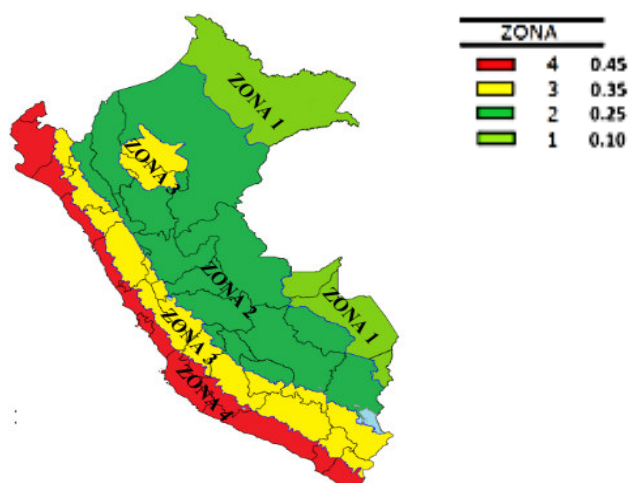 ZONA
4 0.45
3 0.35
2 0.25
1 0.10
ZONA 1
ZONA 3
ZONA 2
ZONA 1
ZONA 3
ZONA 4
: